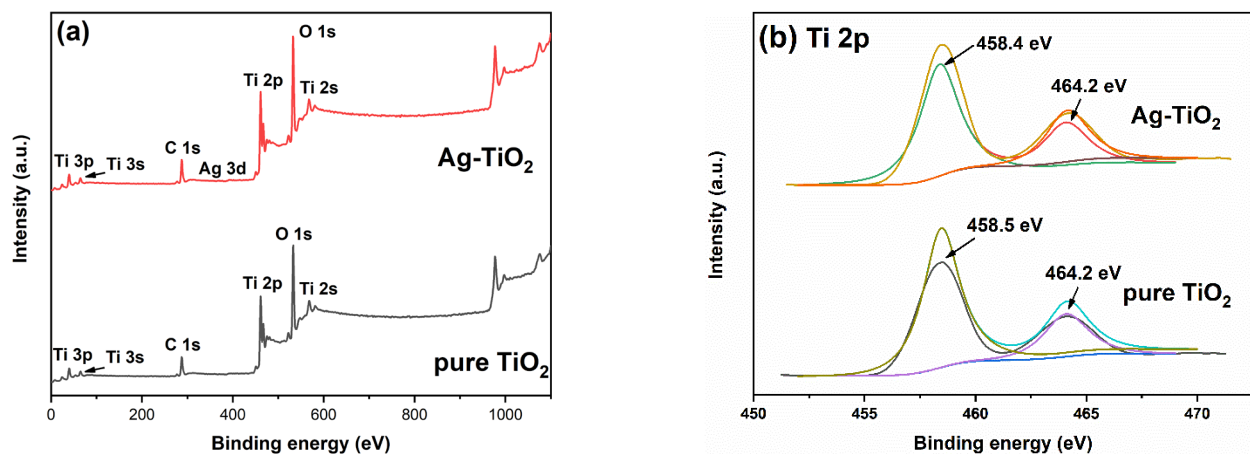 (a)
O 1s
Ti 2p
Ti 2s
Ag-TiO₂
C 1s
Ag 3d
Ti 3p
Ti 3s
O 1s
Ti 2p
Ti 2s
pure TiO₂
C 1s
Ti 3p
Ti 3s
Intensity (a.u.)
0 200 400 600 800 1000
Binding energy (eV)
(b) Ti 2p
458.4 eV
464.2 eV
Ag-TiO₂
458.5 eV
464.2 eV
pure TiO₂
Intensity (a.u.)
450 455 460 465 470
Binding energy (eV)